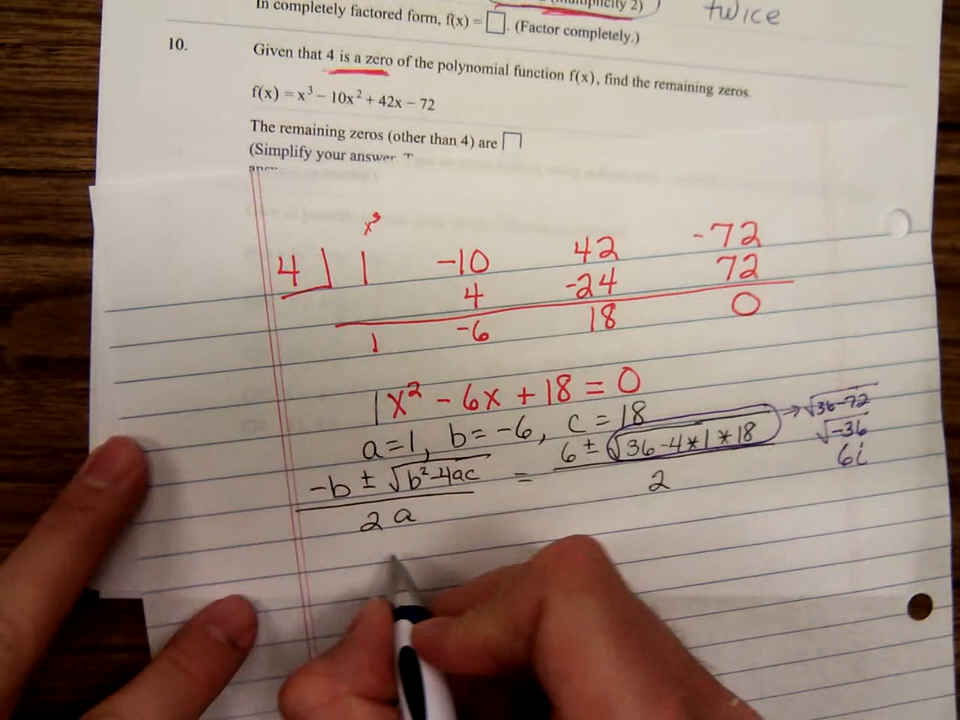 In completely factored form, f(x) = . (Factor completely.)
twice
10. Given that 4 is a zero of the polynomial function f(x), find the remaining zeros.
f(x) = x³ − 10x² + 42x − 72
The remaining zeros (other than 4) are
(Simplify your answer.
x³
4 1 -10 42 -72
4 -24 72
1 -6 18 0
1x² - 6x + 18 = 0
a=1, b=-6, c=18
-b ± √b²-4ac / 2a = 6 ± √36-4*1*18 / 2
→ √36-72
√-36
6i